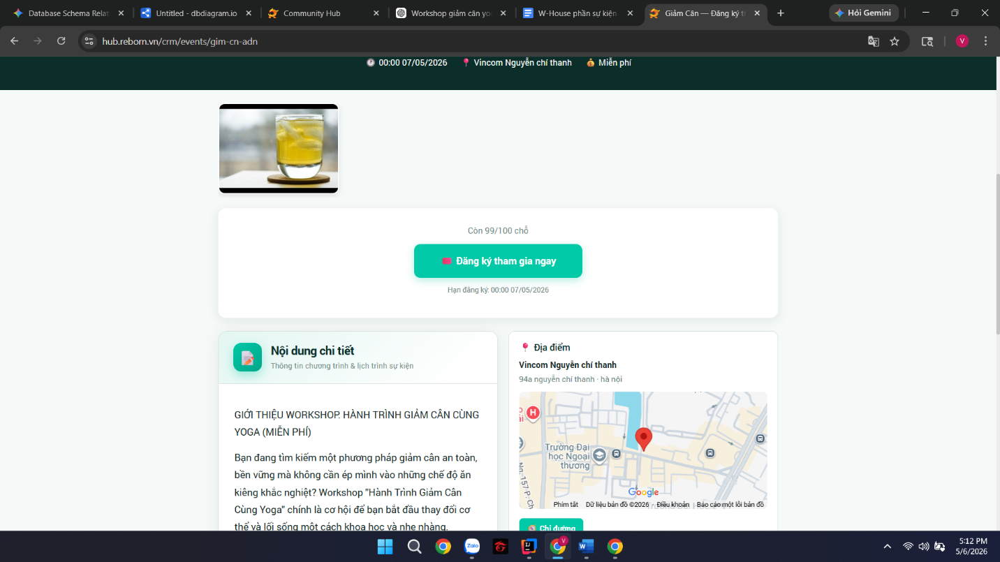 Database Schema Relat
Untitled - dbdiagram.io
Community Hub
Workshop giảm cân yo
W-House phần sự kiện
Giảm Cân — Đăng ký th
Hỏi Gemini
hub.reborn.vn/crm/events/gim-cn-adn
V
00:00 07/05/2026 Vincom Nguyễn chí thanh Miễn phí
Còn 99/100 chỗ
Đăng ký tham gia ngay
Hạn đăng ký: 00:00 07/05/2026
Nội dung chi tiết
Thông tin chương trình & lịch trình sự kiện
GIỚI THIỆU WORKSHOP: HÀNH TRÌNH GIẢM CÂN CÙNG
YOGA (MIỄN PHÍ)
Bạn đang tìm kiếm một phương pháp giảm cân an toàn,
bền vững mà không cần ép mình vào những chế độ ăn
kiêng khắc nghiệt? Workshop "Hành Trình Giảm Cân
Cùng Yoga" chính là cơ hội để bạn bắt đầu thay đổi cơ
thể và lối sống một cách khoa học và nhẹ nhàng.
Địa điểm
Vincom Nguyễn chí thanh
94a nguyễn chí thanh · hà nội
H
Trường Đại
học Ngoại
thương
Ng. 157 P. Ch
Google
Phím tắt Dữ liệu bản đồ ©2026 Điều khoản Báo cáo một lỗi bản đồ
Chỉ đường
Zalo
V
W
5:12 PM
5/6/2026